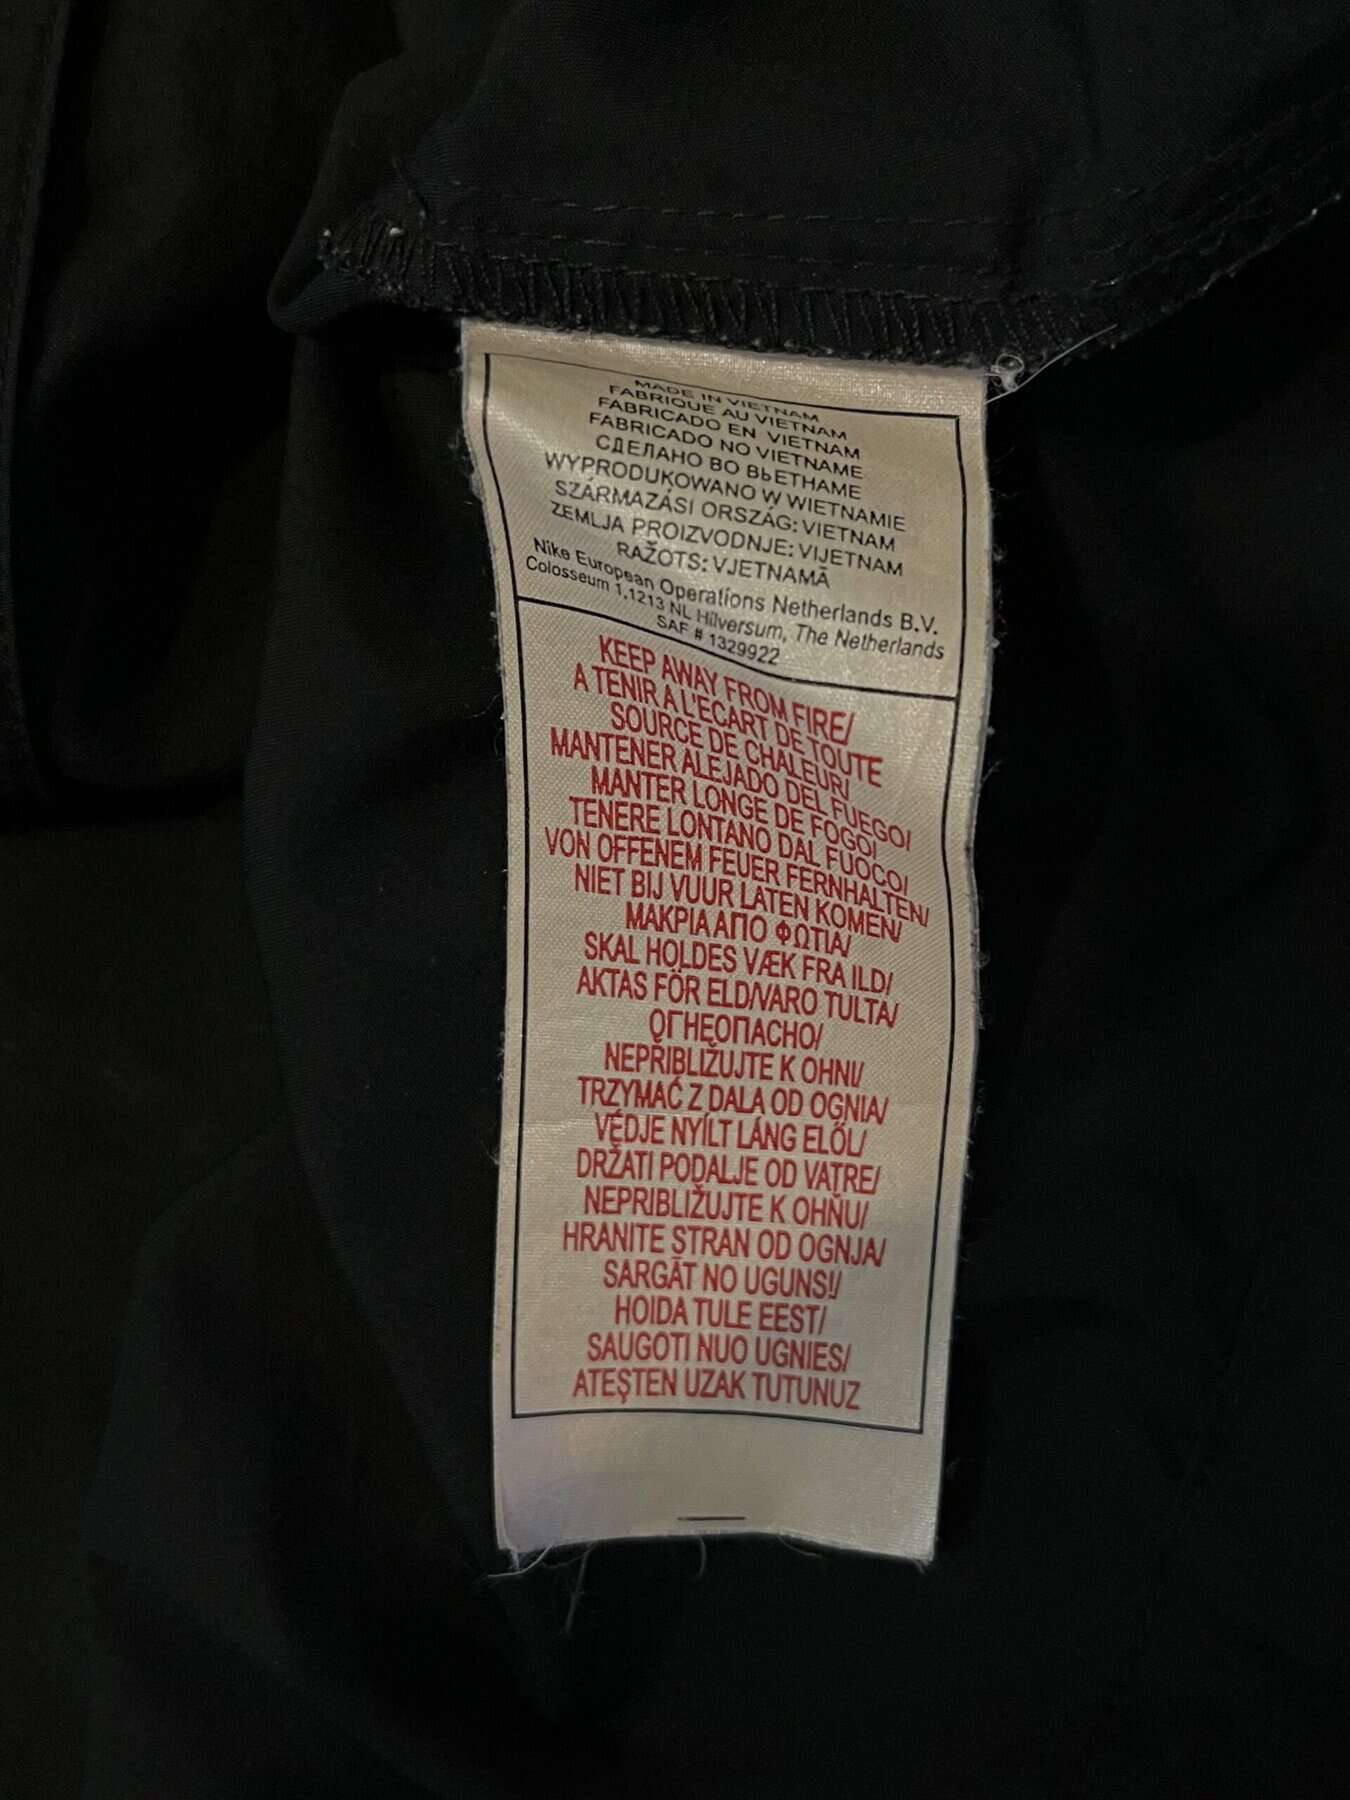 MADE IN VIETNAM
FABRIQUE AU VIETNAM
FABRICADO EN VIETNAM
FABRICADO NO VIETNAME
СДЕЛАНО ВО ВЬЕТНАМЕ
WYPRODUKOWANO W WIETNAMIE
SZÁRMAZÁSI ORSZÁG: VIETNAM
ZEMLJA PROIZVODNJE: VIJETNAM
RAŽOTS: VJETNAMĀ
Nike European Operations Netherlands B.V.
Colosseum 1,1213 NL Hilversum, The Netherlands
SAF # 1329922
KEEP AWAY FROM FIRE/
A TENIR A L'ECART DE TOUTE
SOURCE DE CHALEUR/
MANTENER ALEJADO DEL FUEGO/
MANTER LONGE DE FOGO/
TENERE LONTANO DAL FUOCO/
VON OFFENEM FEUER FERNHALTEN/
NIET BIJ VUUR LATEN KOMEN/
ΜΑΚΡΙΑ ΑΠΟ ΦΩΤΙΑ/
SKAL HOLDES VÆK FRA ILD/
AKTAS FÖR ELD/VARO TULTA/
ОГНЕОПАСНО/
NEPŘIBLIŽUJTE K OHNI/
TRZYMAĆ Z DALA OD OGNIA/
VÉDJE NYÍLT LÁNG ELŐL/
DRŽATI PODALJE OD VATRE/
NEPRIBLIŽUJTE K OHŇU/
HRANITE STRAN OD OGNJA/
SARGĀT NO UGUNS!/
HOIDA TULE EEST/
SAUGOTI NUO UGNIES/
ATEŞTEN UZAK TUTUNUZ